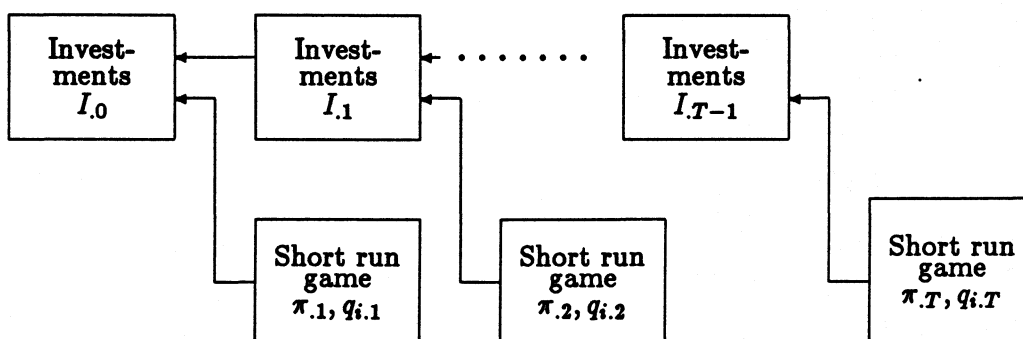 Invest-
ments
I.0
Invest-
ments
I.1
Invest-
ments
I.T−1
Short run
game
π.1, qi.1
Short run
game
π.2, qi.2
Short run
game
π.T, qi.T